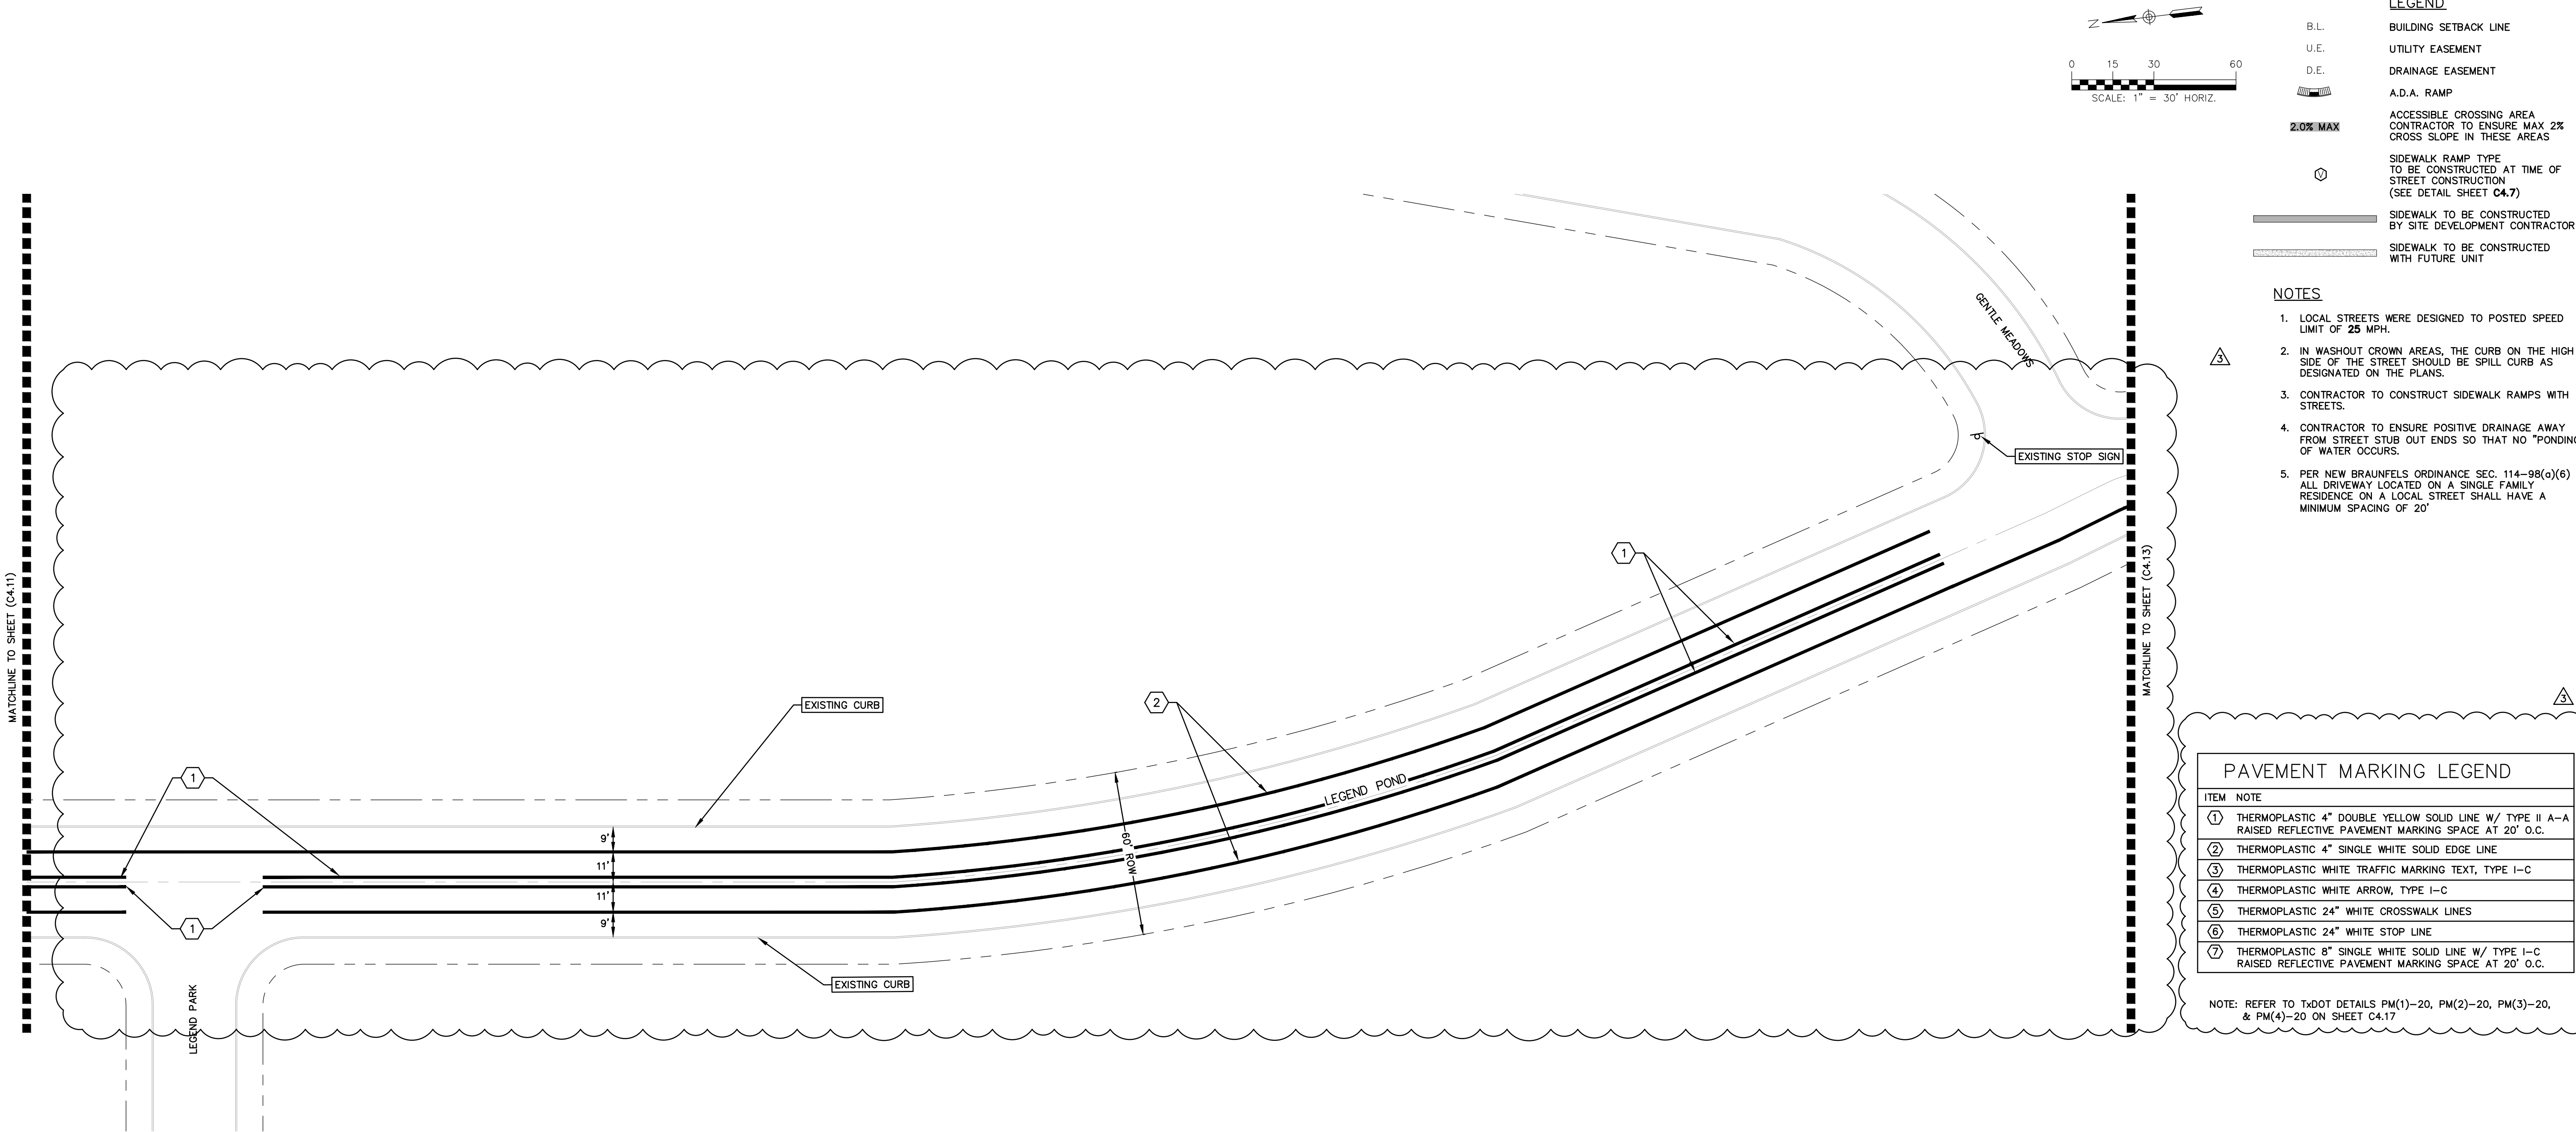 N
0 15 30 60
SCALE: 1" = 30' HORIZ.
LEGEND
B.L. BUILDING SETBACK LINE
U.E. UTILITY EASEMENT
D.E. DRAINAGE EASEMENT
A.D.A. RAMP
2.0% MAX
ACCESSIBLE CROSSING AREA
CONTRACTOR TO ENSURE MAX 2%
CROSS SLOPE IN THESE AREAS
V
SIDEWALK RAMP TYPE
TO BE CONSTRUCTED AT TIME OF
STREET CONSTRUCTION
(SEE DETAIL SHEET C4.7)
SIDEWALK TO BE CONSTRUCTED
BY SITE DEVELOPMENT CONTRACTOR
SIDEWALK TO BE CONSTRUCTED
WITH FUTURE UNIT
NOTES
1. LOCAL STREETS WERE DESIGNED TO POSTED SPEED
LIMIT OF 25 MPH.
3
2. IN WASHOUT CROWN AREAS, THE CURB ON THE HIGH
SIDE OF THE STREET SHOULD BE SPILL CURB AS
DESIGNATED ON THE PLANS.
3. CONTRACTOR TO CONSTRUCT SIDEWALK RAMPS WITH
STREETS.
4. CONTRACTOR TO ENSURE POSITIVE DRAINAGE AWAY
FROM STREET STUB OUT ENDS SO THAT NO "PONDING
OF WATER OCCURS.
5. PER NEW BRAUNFELS ORDINANCE SEC. 114-98(a)(6)
ALL DRIVEWAY LOCATED ON A SINGLE FAMILY
RESIDENCE ON A LOCAL STREET SHALL HAVE A
MINIMUM SPACING OF 20'
MATCHLINE TO SHEET (C4.11)
GENTLE MEADOWS
EXISTING STOP SIGN
MATCHLINE TO SHEET (C4.13)
1
2
EXISTING CURB
1
LEGEND POND
60' ROW
9'
11'
11'
9'
1
EXISTING CURB
LEGEND PARK
3
PAVEMENT MARKING LEGEND
ITEM NOTE
1 THERMOPLASTIC 4" DOUBLE YELLOW SOLID LINE W/ TYPE II A-A
RAISED REFLECTIVE PAVEMENT MARKING SPACE AT 20' O.C.
2 THERMOPLASTIC 4" SINGLE WHITE SOLID EDGE LINE
3 THERMOPLASTIC WHITE TRAFFIC MARKING TEXT, TYPE I-C
4 THERMOPLASTIC WHITE ARROW, TYPE I-C
5 THERMOPLASTIC 24" WHITE CROSSWALK LINES
6 THERMOPLASTIC 24" WHITE STOP LINE
7 THERMOPLASTIC 8" SINGLE WHITE SOLID LINE W/ TYPE I-C
RAISED REFLECTIVE PAVEMENT MARKING SPACE AT 20' O.C.
NOTE: REFER TO TxDOT DETAILS PM(1)-20, PM(2)-20, PM(3)-20,
& PM(4)-20 ON SHEET C4.17